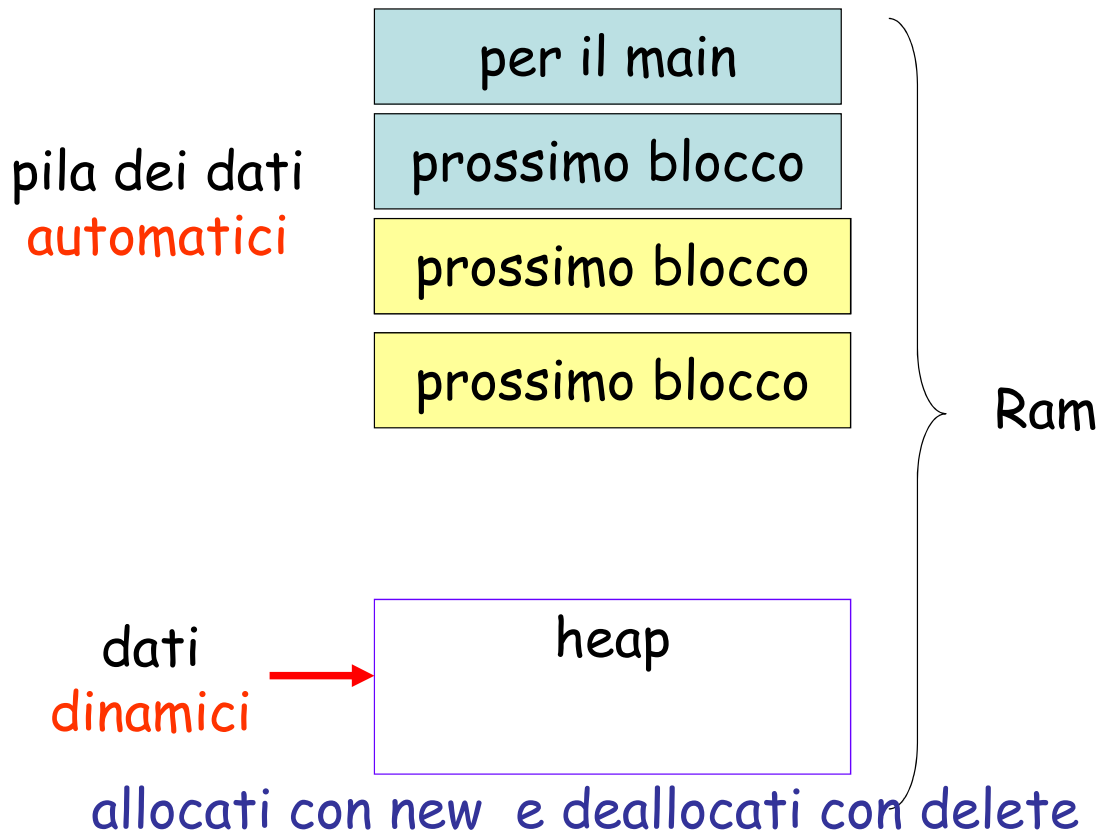 per il main
prossimo blocco
pila dei dati
automatici
prossimo blocco
prossimo blocco
Ram
heap
dati
dinamici
allocati con new e deallocati con delete